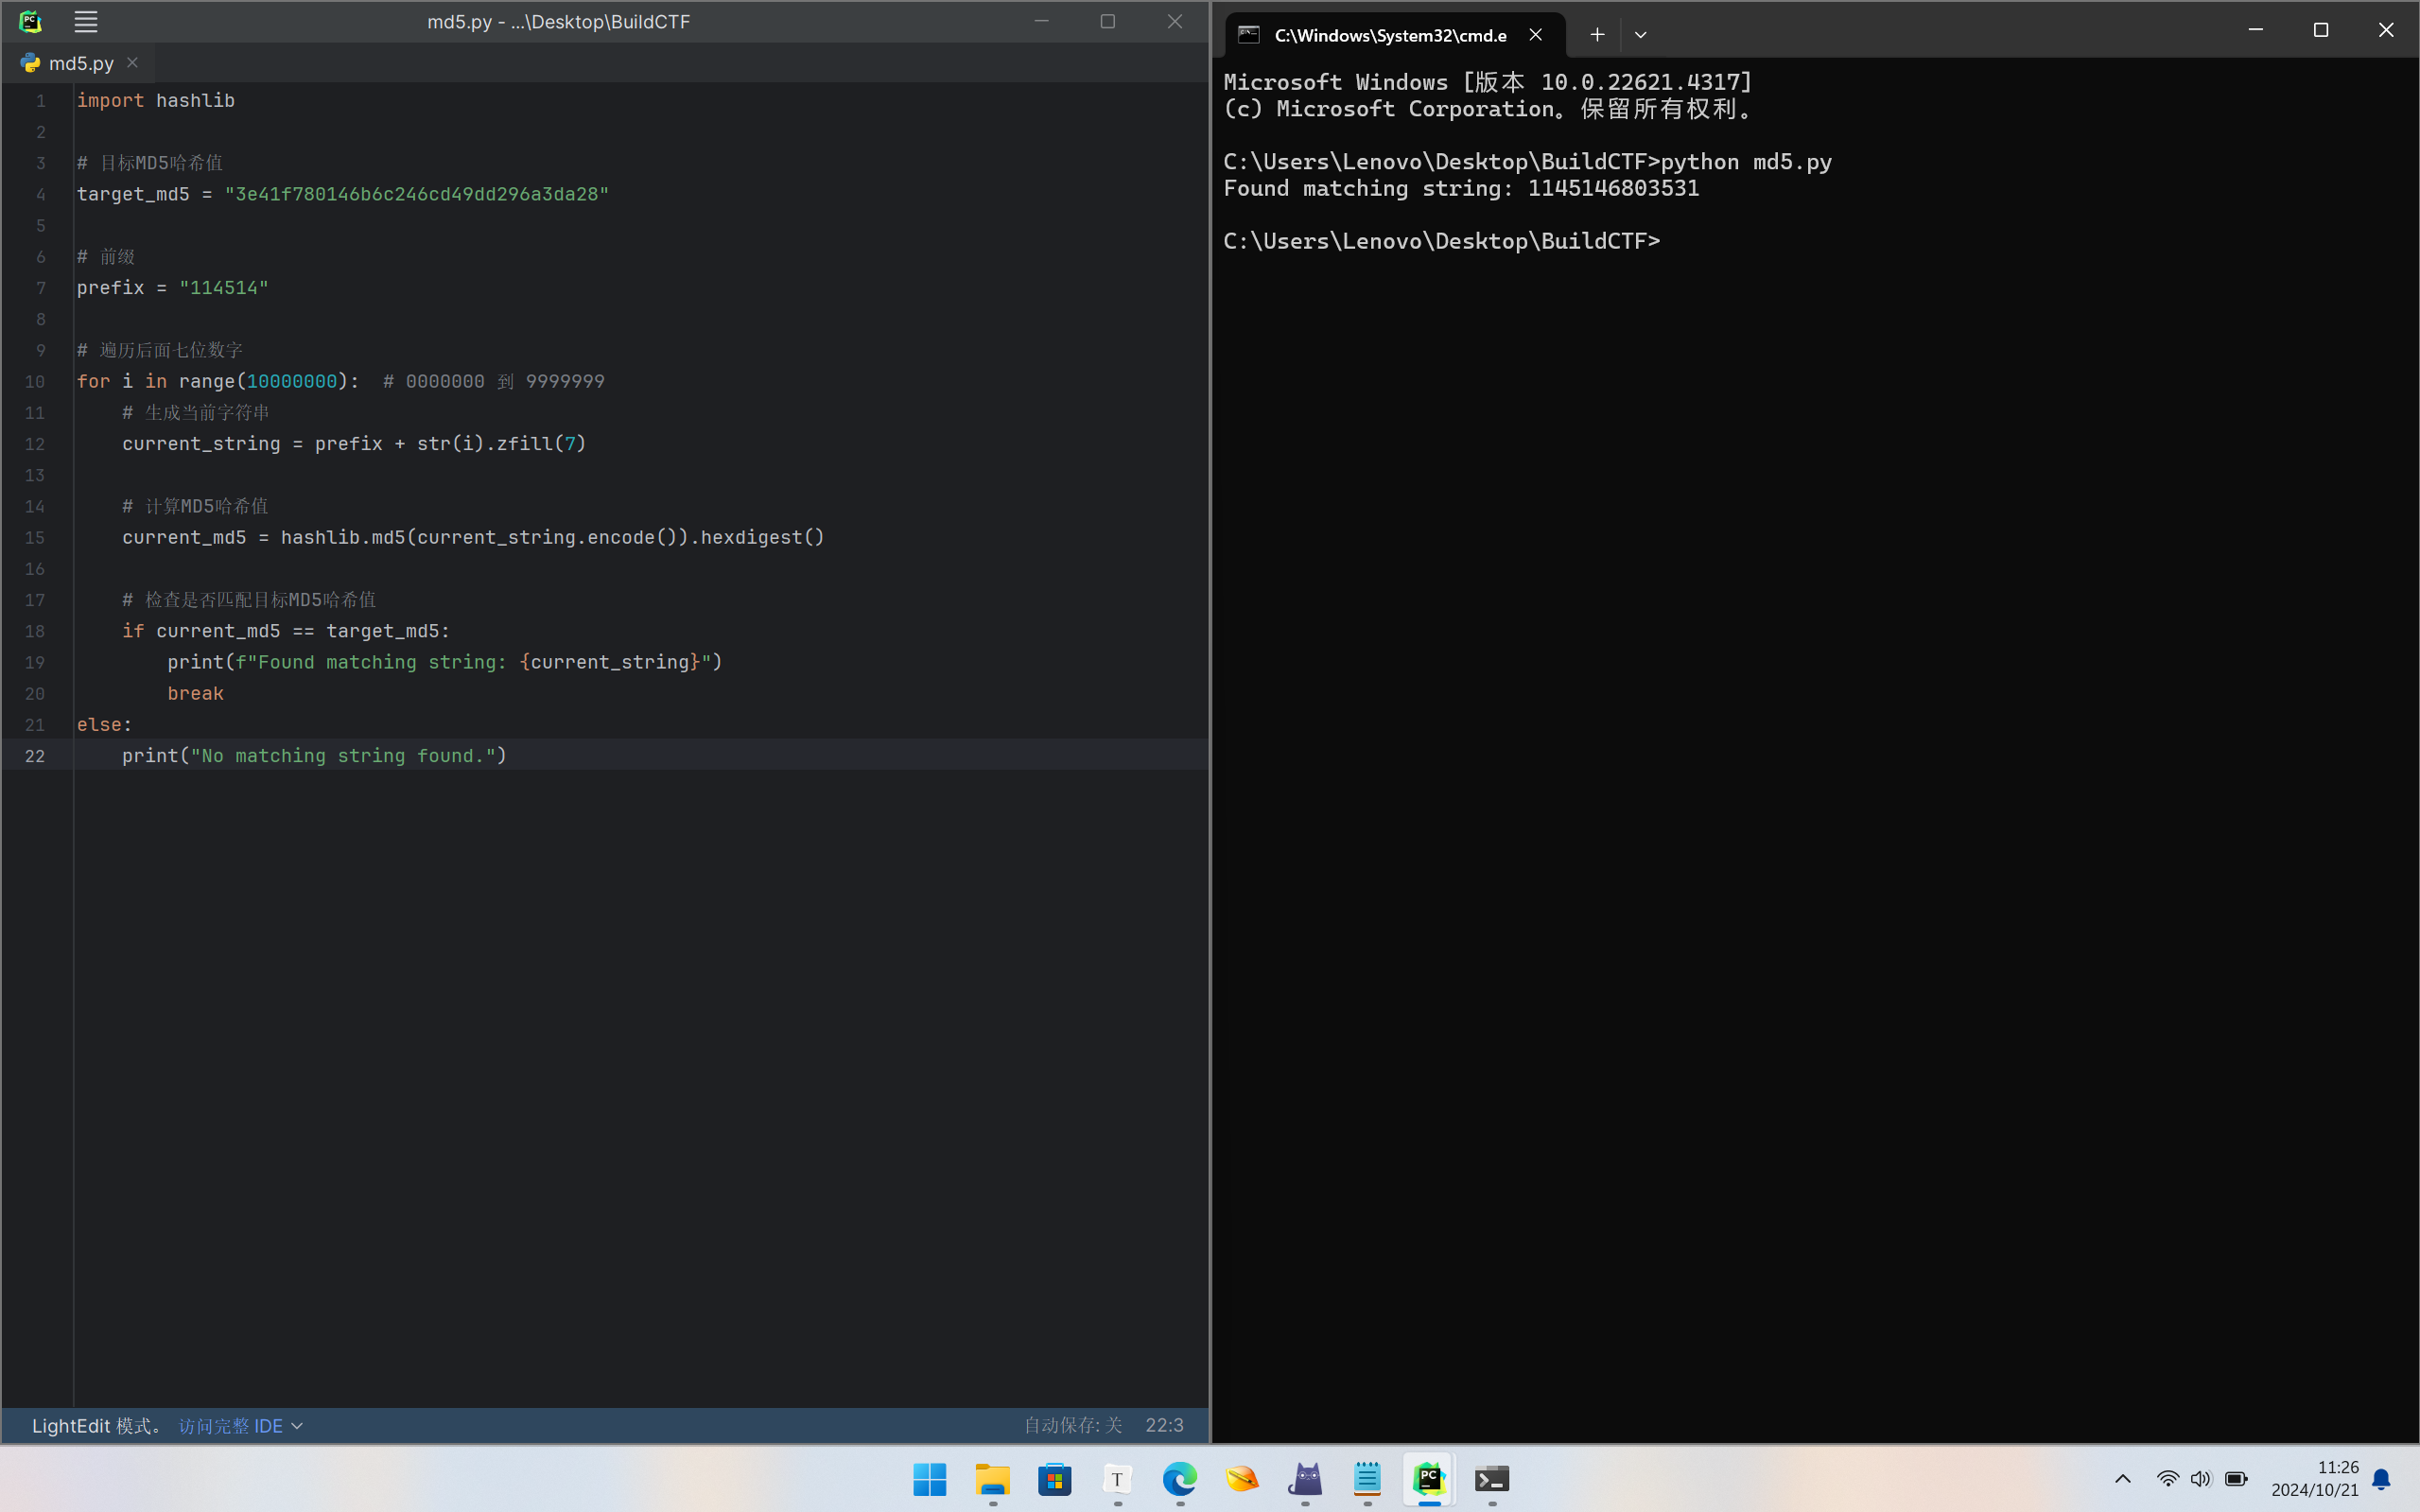 md5.py - ...\Desktop\BuildCTF
md5.py
1 import hashlib
2
3 # 目标MD5哈希值
4 target_md5 = "3e41f780146b6c246cd49dd296a3da28"
5
6 # 前缀
7 prefix = "114514"
8
9 # 遍历后面七位数字
10 for i in range(10000000):  # 0000000 到 9999999
11     # 生成当前字符串
12     current_string = prefix + str(i).zfill(7)
13
14     # 计算MD5哈希值
15     current_md5 = hashlib.md5(current_string.encode()).hexdigest()
16
17     # 检查是否匹配目标MD5哈希值
18     if current_md5 == target_md5:
19         print(f"Found matching string: {current_string}")
20         break
21 else:
22     print("No matching string found.")
LightEdit 模式。 访问完整 IDE
自动保存: 关 22:3
C:\Windows\System32\cmd.e
Microsoft Windows [版本 10.0.22621.4317]
(c) Microsoft Corporation。保留所有权利。
C:\Users\Lenovo\Desktop\BuildCTF>python md5.py
Found matching string: 1145146803531
C:\Users\Lenovo\Desktop\BuildCTF>
T
PC
11:26
2024/10/21